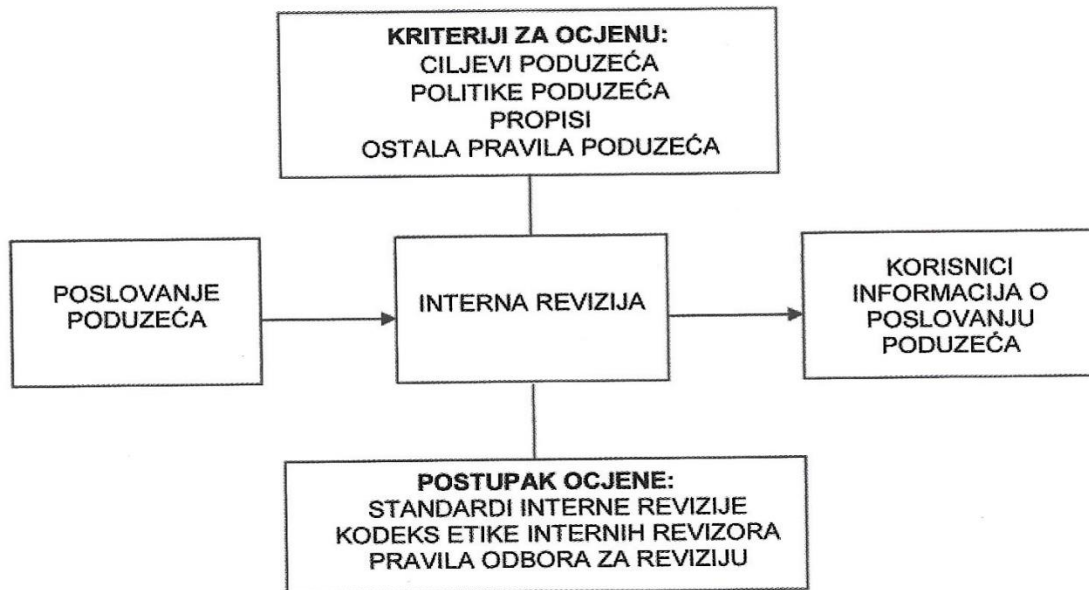 KRITERIJI ZA OCJENU:
CILJEVI PODUZEĆA
POLITIKE PODUZEĆA
PROPISI
OSTALA PRAVILA PODUZEĆA
POSLOVANJE
PODUZEĆA
INTERNA REVIZIJA
KORISNICI
INFORMACIJA O
POSLOVANJU
PODUZEĆA
POSTUPAK OCJENE:
STANDARDI INTERNE REVIZIJE
KODEKS ETIKE INTERNIH REVIZORA
PRAVILA ODBORA ZA REVIZIJU